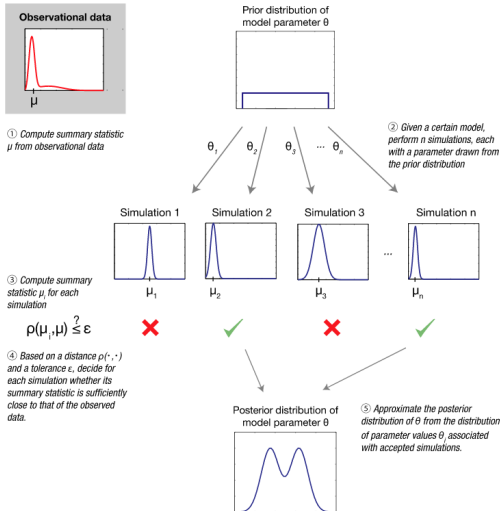 Observational data
μ
Prior distribution of
model parameter θ
① Compute summary statistic
μ from observational data
② Given a certain model,
perform n simulations, each
with a parameter drawn from
the prior distribution
θ1 θ2 θ3 ... θn
Simulation 1 Simulation 2 Simulation 3 Simulation n
...
μ1 μ2 μ3 μn
③ Compute summary
statistic μi for each
simulation
ρ(μi,μ) ≤ ε
?
④ Based on a distance ρ(·,·)
and a tolerance ε, decide for
each simulation whether its
summary statistic is sufficiently
close to that of the observed
data.
Posterior distribution of
model parameter θ
⑤ Approximate the posterior
distribution of θ from the distribution
of parameter values θj associated
with accepted simulations.